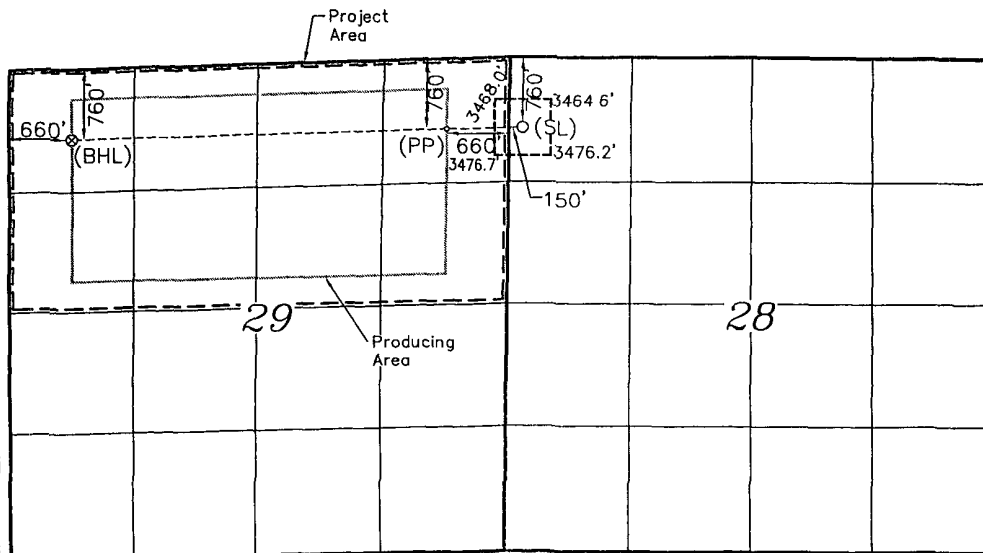 Project
Area
760'
760'
3468.0'
760'
3464 6'
660'
(BHL)
(PP)
(SL)
660'
3476.7'
3476.2'
150'
29
28
Producing
Area